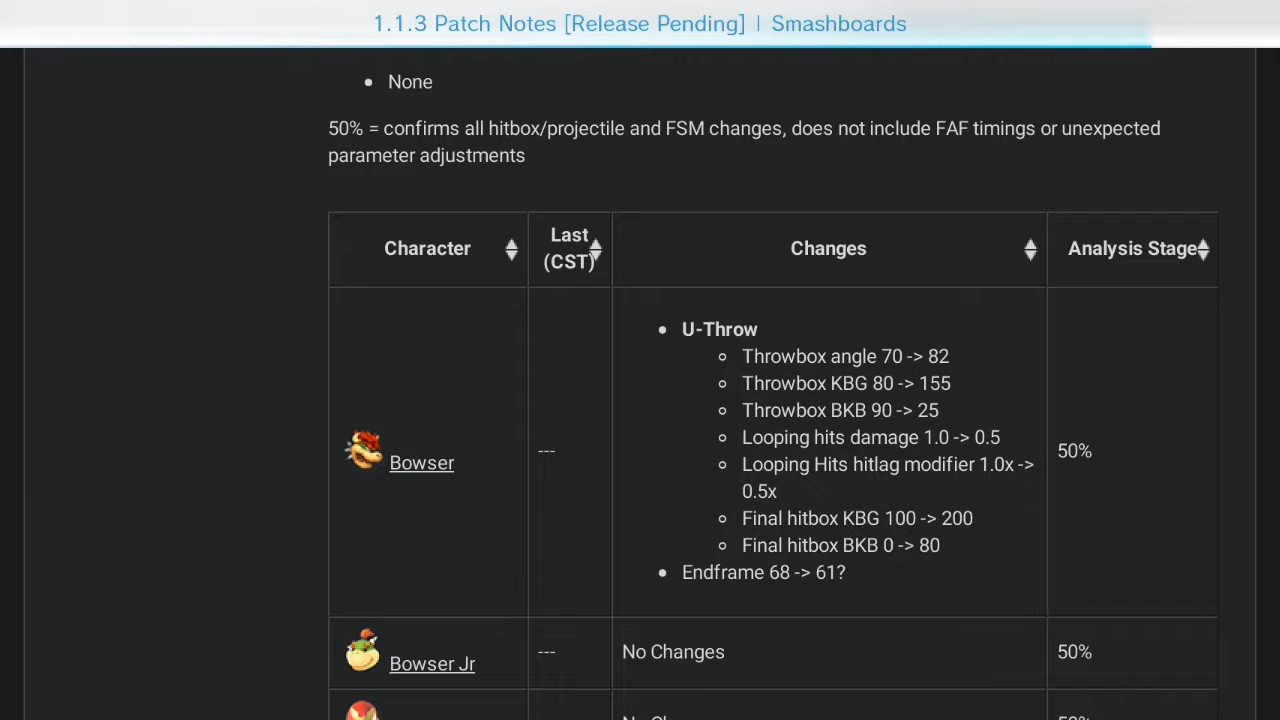 1.1.3 Patch Notes [Release Pending] | Smashboards
None
50% = confirms all hitbox/projectile and FSM changes, does not include FAF timings or unexpected
parameter adjustments
Character
Last
(CST)
Changes
Analysis Stage
Bowser
---
U-Throw
Throwbox angle 70 -> 82
Throwbox KBG 80 -> 155
Throwbox BKB 90 -> 25
Looping hits damage 1.0 -> 0.5
Looping Hits hitlag modifier 1.0x ->
0.5x
Final hitbox KBG 100 -> 200
Final hitbox BKB 0 -> 80
Endframe 68 -> 61?
50%
Bowser Jr
---
No Changes
50%